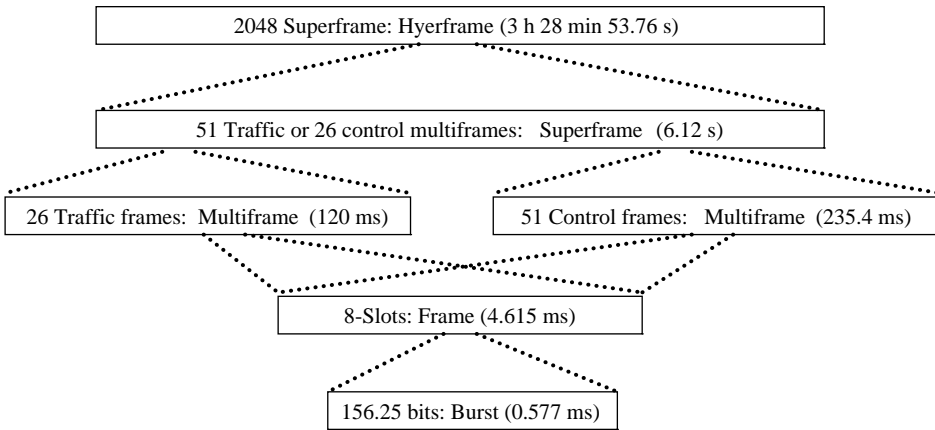 2048 Superframe: Hyerframe (3 h 28 min 53.76 s)
51 Traffic or 26 control multiframes: Superframe (6.12 s)
26 Traffic frames: Multiframe (120 ms)
51 Control frames: Multiframe (235.4 ms)
8-Slots: Frame (4.615 ms)
156.25 bits: Burst (0.577 ms)